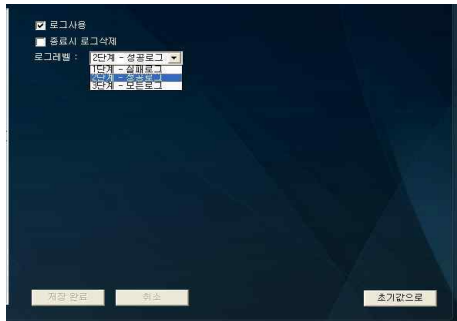 로그사용
종료시 로그삭제
로그레벨 : 2단계 - 성공로그
1단계 - 실패로그
2단계 - 성공로그
3단계 - 모든로그
저장 완료 취소 초기값으로